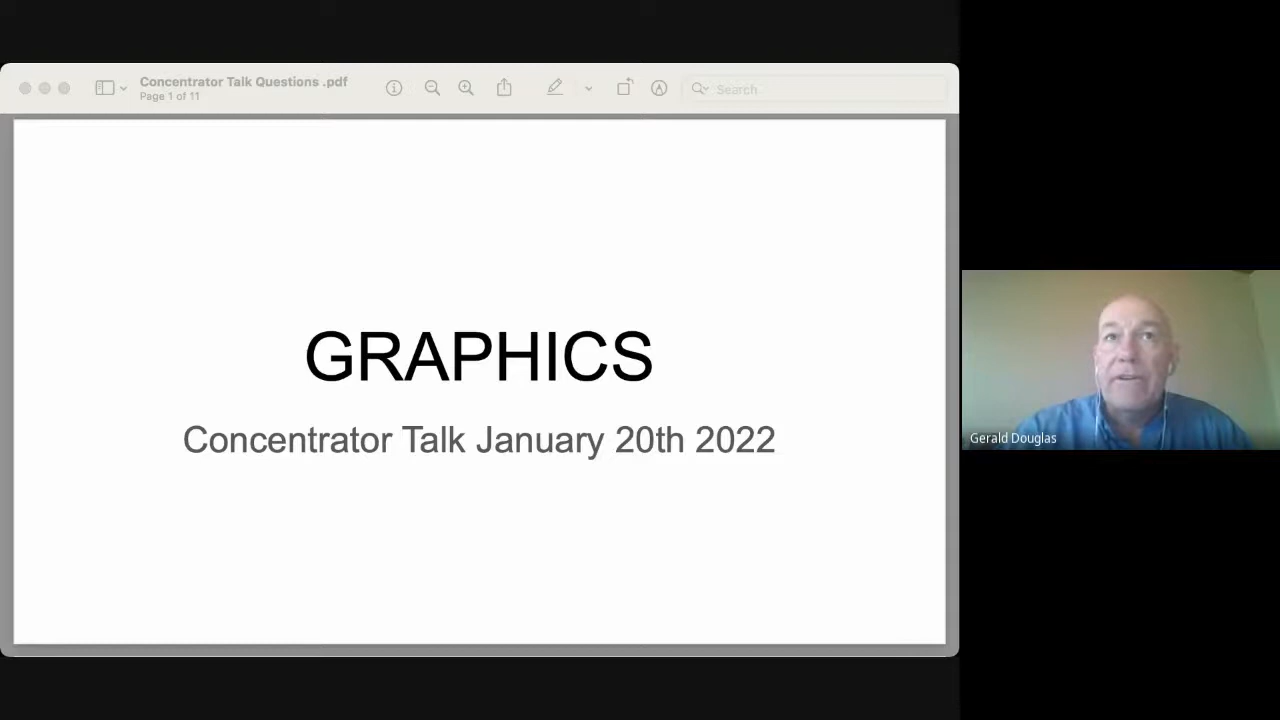 Concentrator Talk Questions .pdf
Page 1 of 11
Search
GRAPHICS
Concentrator Talk January 20th 2022
Gerald Douglas